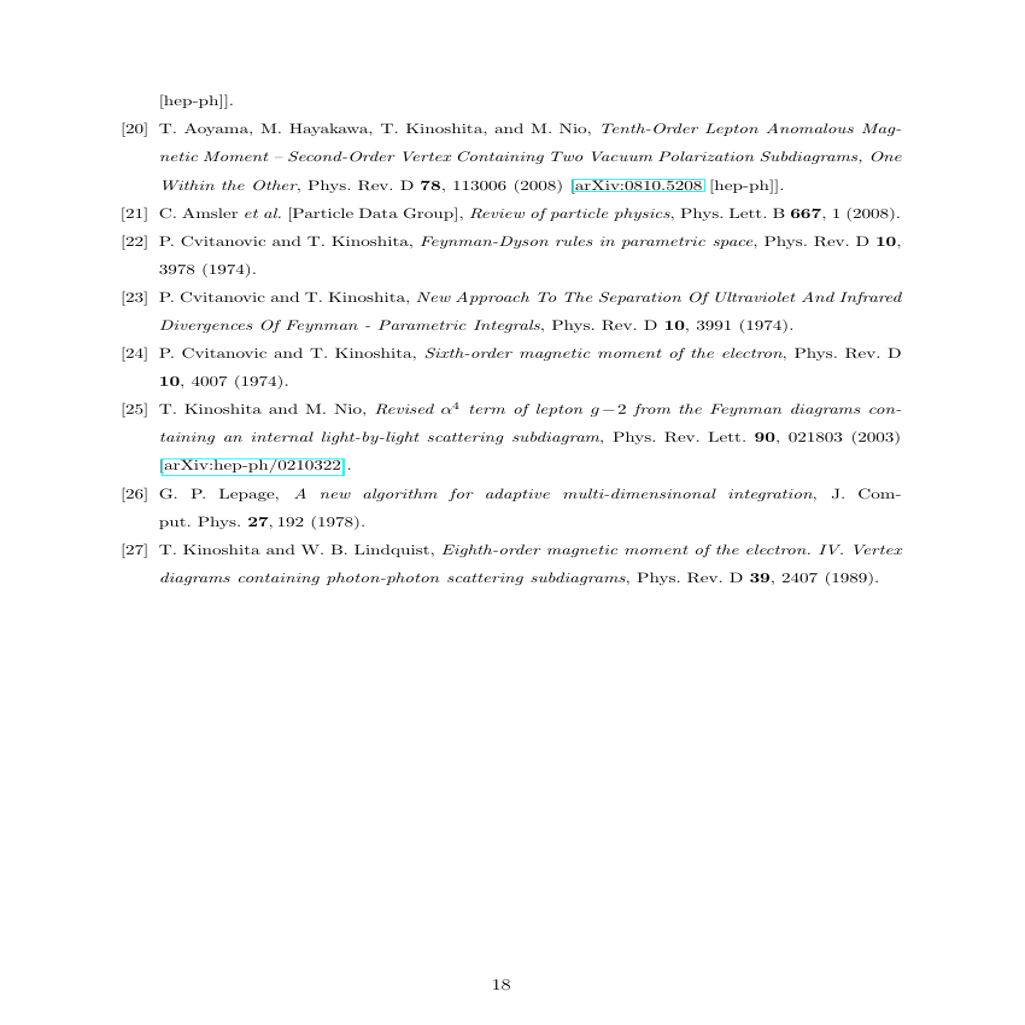 [hep-ph]].
[20] T. Aoyama, M. Hayakawa, T. Kinoshita, and M. Nio, Tenth-Order Lepton Anomalous Mag-
netic Moment – Second-Order Vertex Containing Two Vacuum Polarization Subdiagrams, One
Within the Other, Phys. Rev. D 78, 113006 (2008) [arXiv:0810.5208 [hep-ph]].
[21] C. Amsler et al. [Particle Data Group], Review of particle physics, Phys. Lett. B 667, 1 (2008).
[22] P. Cvitanovic and T. Kinoshita, Feynman-Dyson rules in parametric space, Phys. Rev. D 10,
3978 (1974).
[23] P. Cvitanovic and T. Kinoshita, New Approach To The Separation Of Ultraviolet And Infrared
Divergences Of Feynman - Parametric Integrals, Phys. Rev. D 10, 3991 (1974).
[24] P. Cvitanovic and T. Kinoshita, Sixth-order magnetic moment of the electron, Phys. Rev. D
10, 4007 (1974).
[25] T. Kinoshita and M. Nio, Revised α⁴ term of lepton g−2 from the Feynman diagrams con-
taining an internal light-by-light scattering subdiagram, Phys. Rev. Lett. 90, 021803 (2003)
[arXiv:hep-ph/0210322].
[26] G. P. Lepage, A new algorithm for adaptive multi-dimensinonal integration, J. Com-
put. Phys. 27, 192 (1978).
[27] T. Kinoshita and W. B. Lindquist, Eighth-order magnetic moment of the electron. IV. Vertex
diagrams containing photon-photon scattering subdiagrams, Phys. Rev. D 39, 2407 (1989).
18